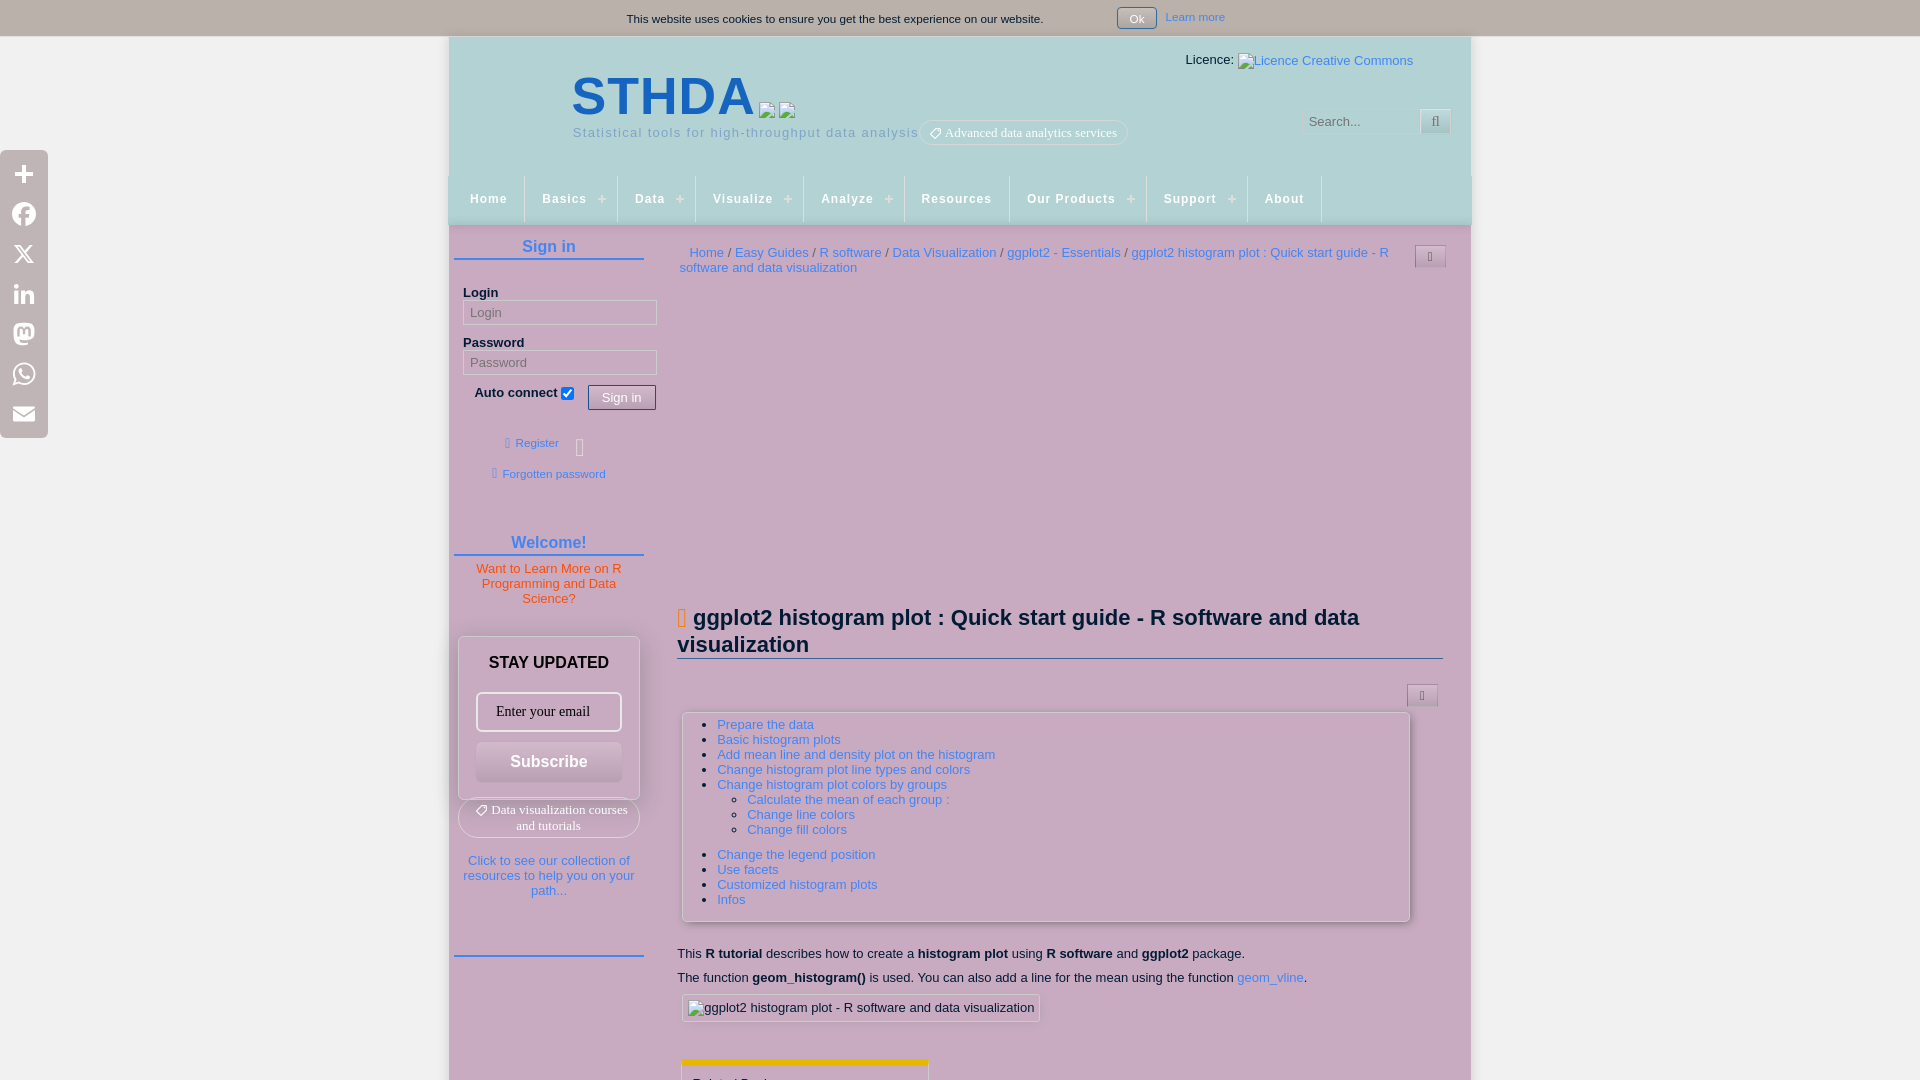 This website uses cookies to ensure you get the best experience on our website.
Ok
Learn more
Licence: Licence Creative Commons
STHDA
Statistical tools for high-throughput data analysis
Advanced data analytics services
Search...
Home
Basics
Data
Visualize
Analyze
Resources
Our Products
Support
About
Sign in
Login
Login
Password
Password
Auto connect
Sign in
Register
Forgotten password
Welcome!
Want to Learn More on R
Programming and Data
Science?
STAY UPDATED
Enter your email
Subscribe
Data visualization courses
and tutorials
Click to see our collection of
resources to help you on your
path...
Home / Easy Guides / R software / Data Visualization / ggplot2 - Essentials / ggplot2 histogram plot : Quick start guide - R
software and data visualization
ggplot2 histogram plot : Quick start guide - R software and data
visualization
Prepare the data
Basic histogram plots
Add mean line and density plot on the histogram
Change histogram plot line types and colors
Change histogram plot colors by groups
Calculate the mean of each group :
Change line colors
Change fill colors
Change the legend position
Use facets
Customized histogram plots
Infos
This R tutorial describes how to create a histogram plot using R software and ggplot2 package.
The function geom_histogram() is used. You can also add a line for the mean using the function geom_vline.
ggplot2 histogram plot - R software and data visualization